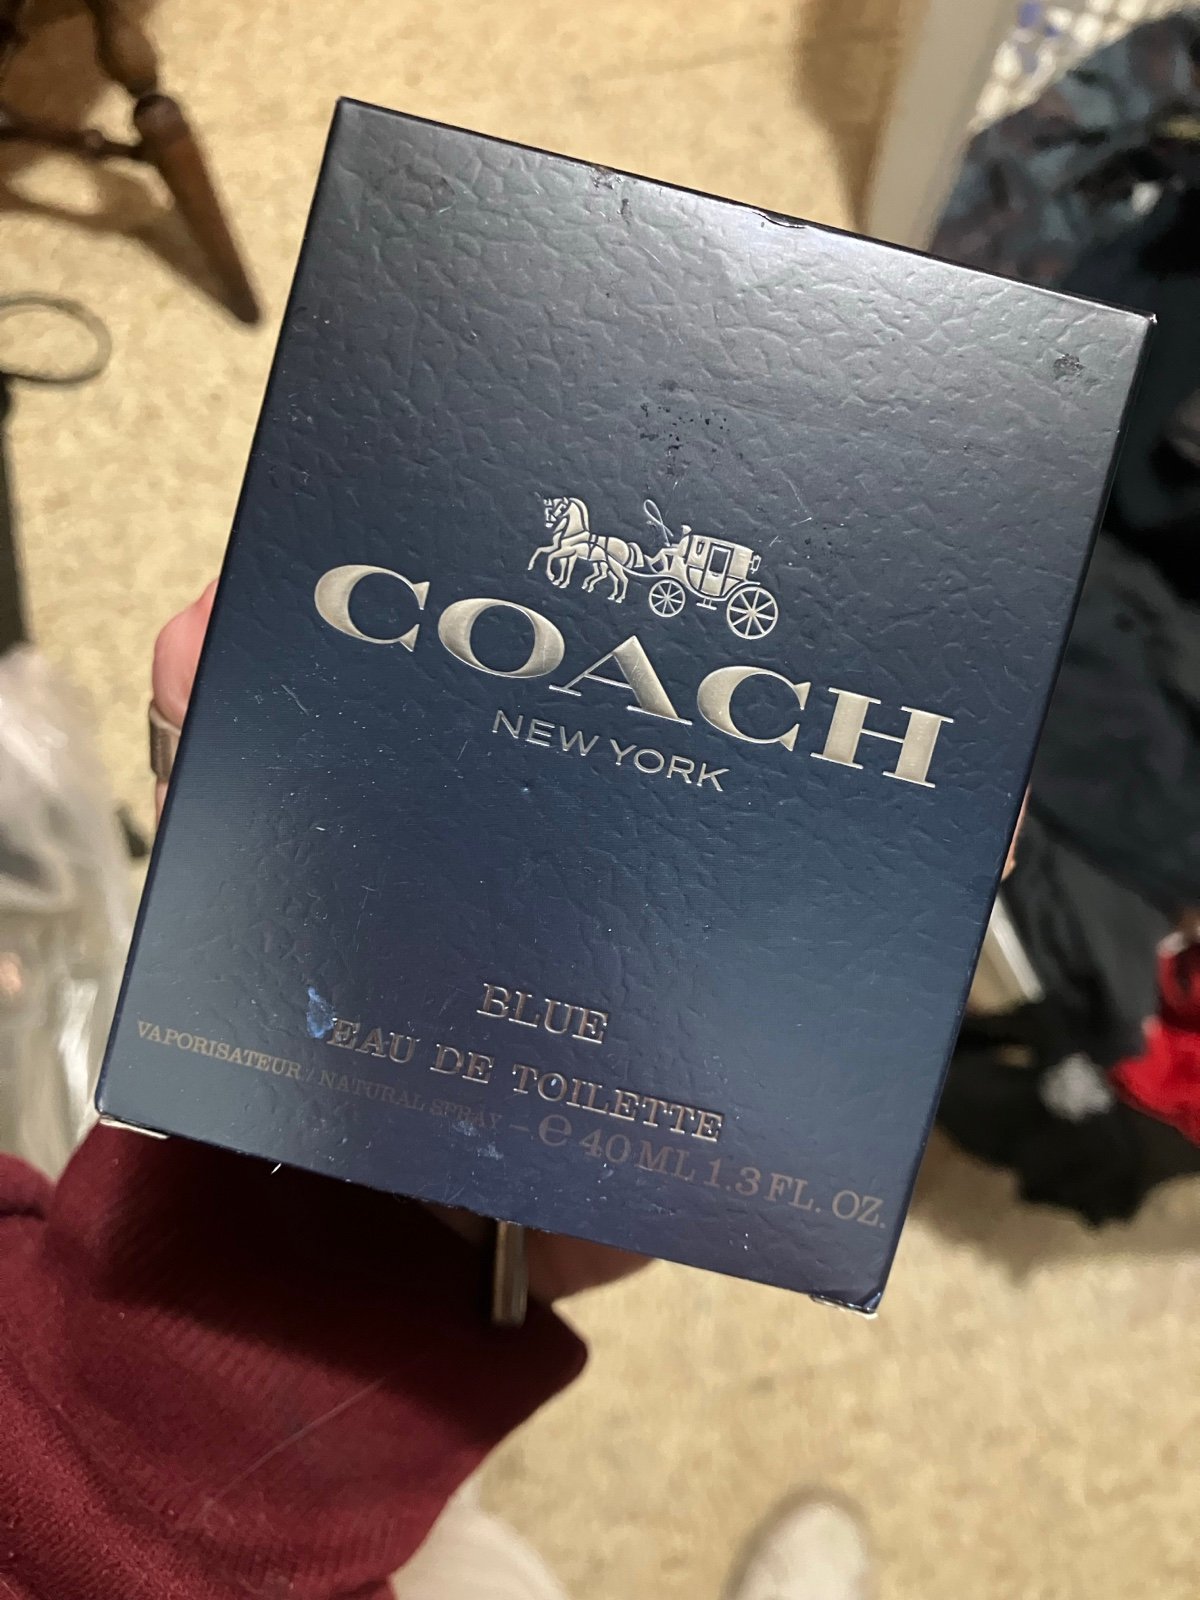 COACH
NEW YORK
BLUE
EAU DE TOILETTE
VAPORISATEUR / NATURAL SPRAY - ℮ 40 ML 1.3 FL. OZ.